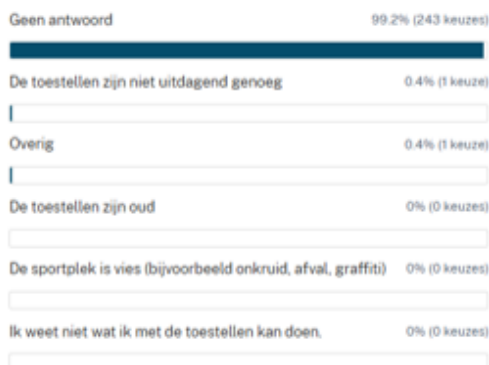 Geen antwoord 99.2% (243 keuzes)
De toestellen zijn niet uitdagend genoeg 0.4% (1 keuze)
Overig 0.4% (1 keuze)
De toestellen zijn oud 0% (0 keuzes)
De sportplek is vies (bijvoorbeeld onkruid, afval, graffiti) 0% (0 keuzes)
Ik weet niet wat ik met de toestellen kan doen. 0% (0 keuzes)